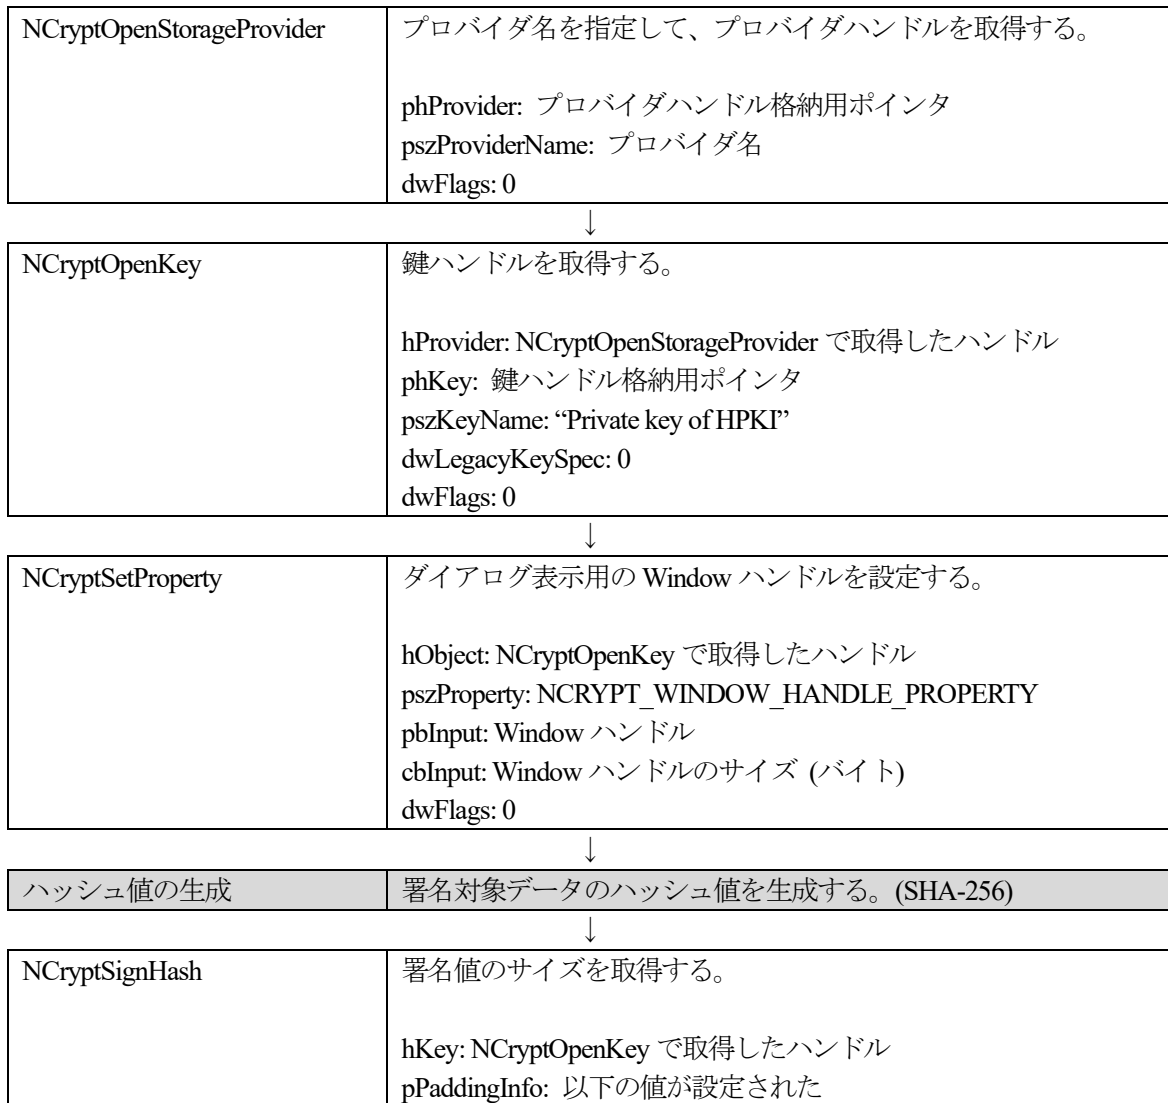 NCryptOpenStorageProvider
プロバイダ名を指定して、プロバイダハンドルを取得する。
phProvider: プロバイダハンドル格納用ポインタ
pszProviderName: プロバイダ名
dwFlags: 0
↓
NCryptOpenKey
鍵ハンドルを取得する。
hProvider: NCryptOpenStorageProvider で取得したハンドル
phKey: 鍵ハンドル格納用ポインタ
pszKeyName: “Private key of HPKI”
dwLegacyKeySpec: 0
dwFlags: 0
↓
NCryptSetProperty
ダイアログ表示用の Window ハンドルを設定する。
hObject: NCryptOpenKey で取得したハンドル
pszProperty: NCRYPT_WINDOW_HANDLE_PROPERTY
pbInput: Window ハンドル
cbInput: Window ハンドルのサイズ (バイト)
dwFlags: 0
↓
ハッシュ値の生成
署名対象データのハッシュ値を生成する。(SHA-256)
↓
NCryptSignHash
署名値のサイズを取得する。
hKey: NCryptOpenKey で取得したハンドル
pPaddingInfo: 以下の値が設定された